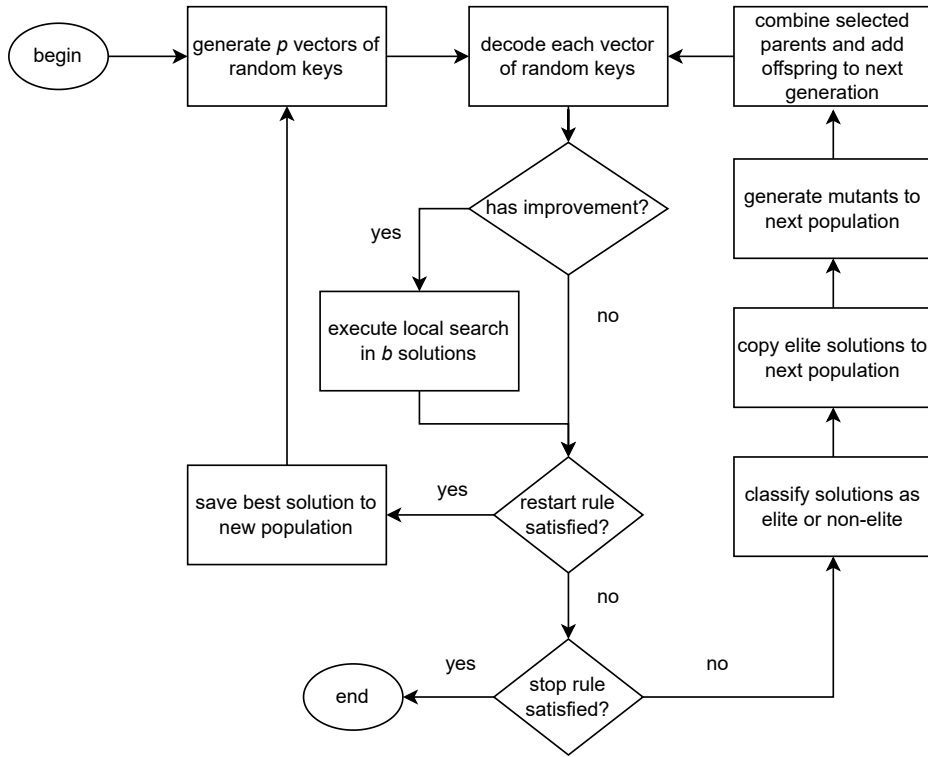 begin
generate p vectors of
random keys
decode each vector
of random keys
combine selected
parents and add
offspring to next
generation
has improvement?
yes
generate mutants to
next population
execute local search
in b solutions
no
copy elite solutions to
next population
save best solution to
new population
yes
restart rule
satisfied?
classify solutions as
elite or non-elite
no
end
yes
stop rule
satisfied?
no